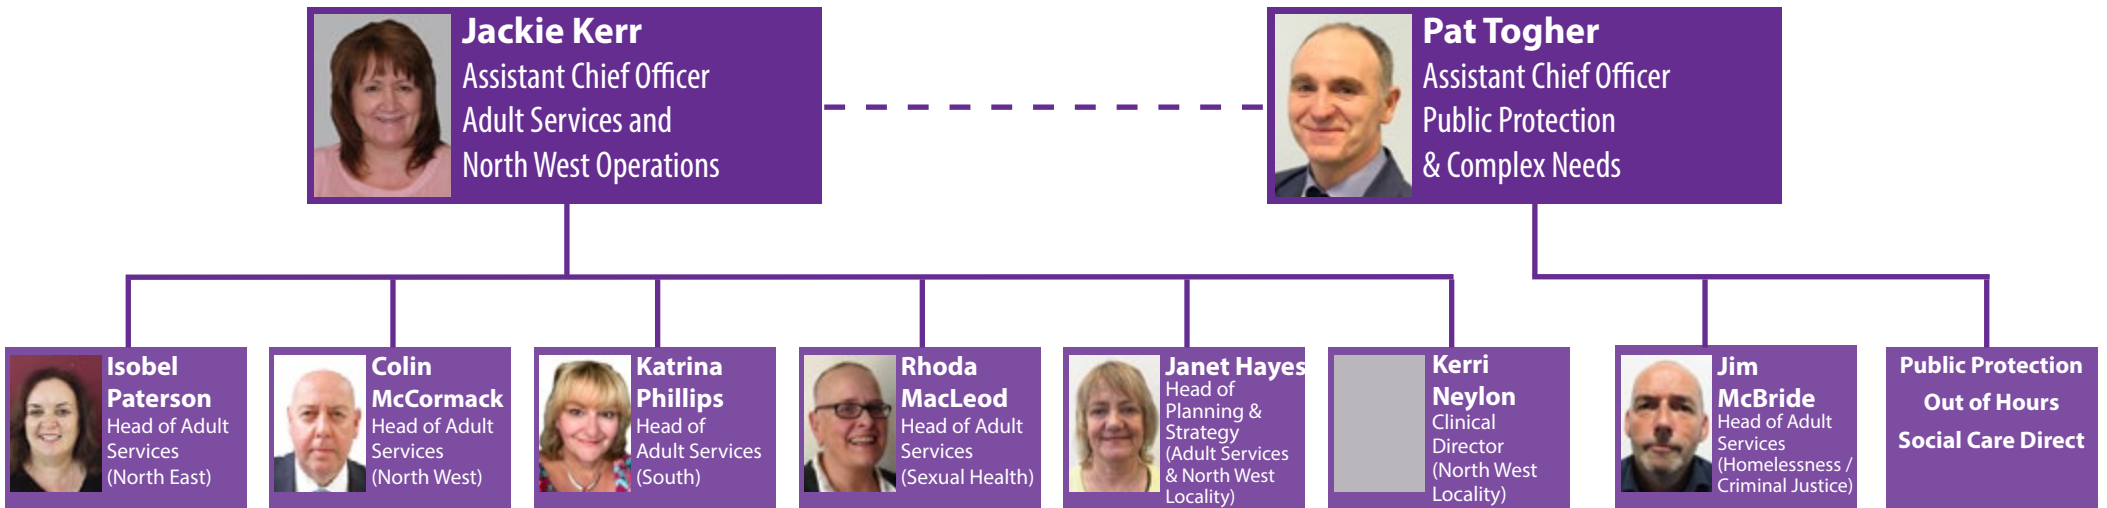 Jackie Kerr
Assistant Chief Officer
Adult Services and
North West Operations
Pat Togher
Assistant Chief Officer
Public Protection
& Complex Needs
Isobel
Paterson
Head of Adult
Services
(North East)
Colin
McCormack
Head of Adult
Services
(North West)
Katrina
Phillips
Head of
Adult Services
(South)
Rhoda
MacLeod
Head of Adult
Services
(Sexual Health)
Janet Hayes
Head of
Planning &
Strategy
(Adult Services
& North West
Locality)
Kerri
Neylon
Clinical
Director
(North West
Locality)
Jim
McBride
Head of Adult
Services
(Homelessness /
Criminal Justice)
Public Protection
Out of Hours
Social Care Direct